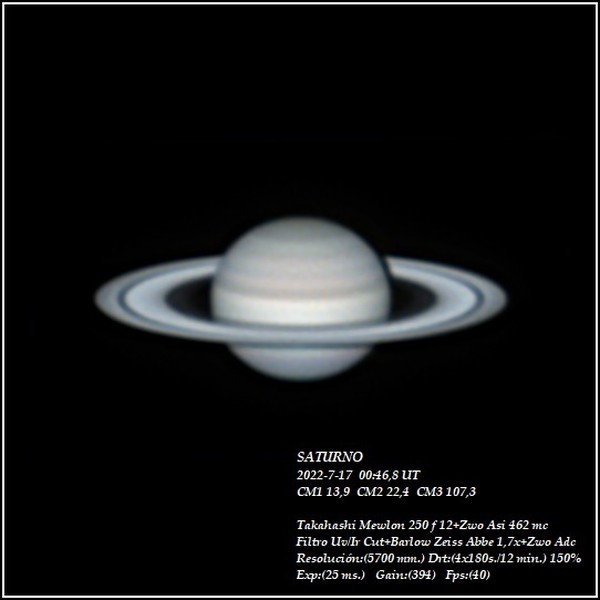 SATURNO
2022-7-17 00:46,8 UT
CM1 13,9 CM2 22,4 CM3 107,3
Takahashi Mewlon 250 f 12+Zwo Asi 462 mc
Filtro Uv/Ir Cut+Barlow Zeiss Abbe 1,7x+Zwo Adc
Resolución:(5700 mm.) Drt:(4x180s./12 min.) 150%
Exp:(25 ms.) Gain:(394) Fps:(40)